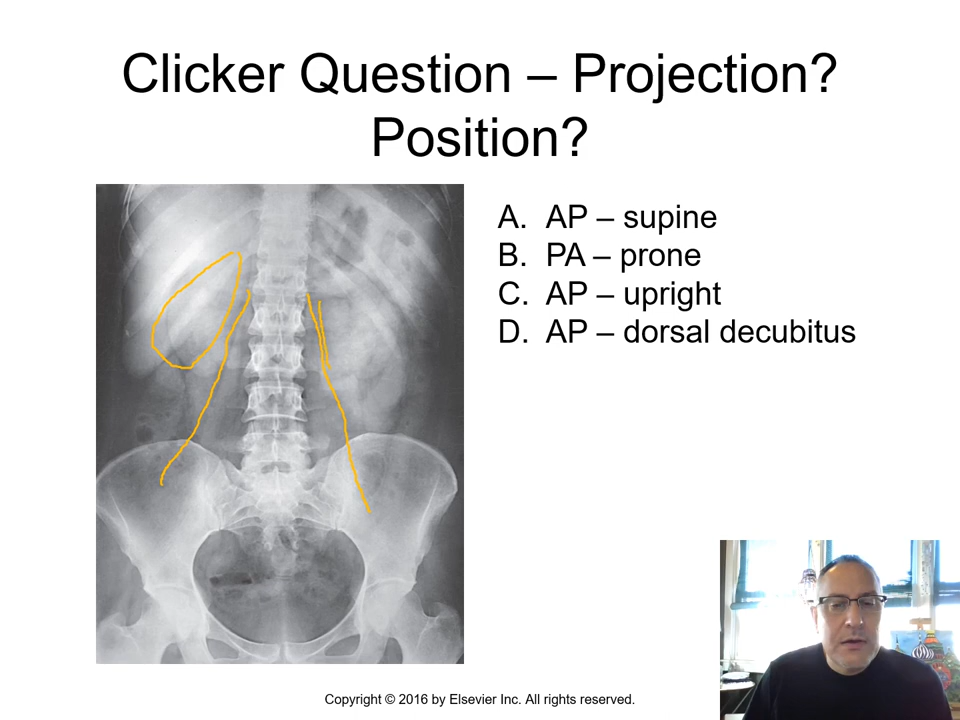 Clicker Question – Projection?
Position?
A. AP – supine
B. PA – prone
C. AP – upright
D. AP – dorsal decubitus
Copyright © 2016 by Elsevier Inc. All rights reserved.